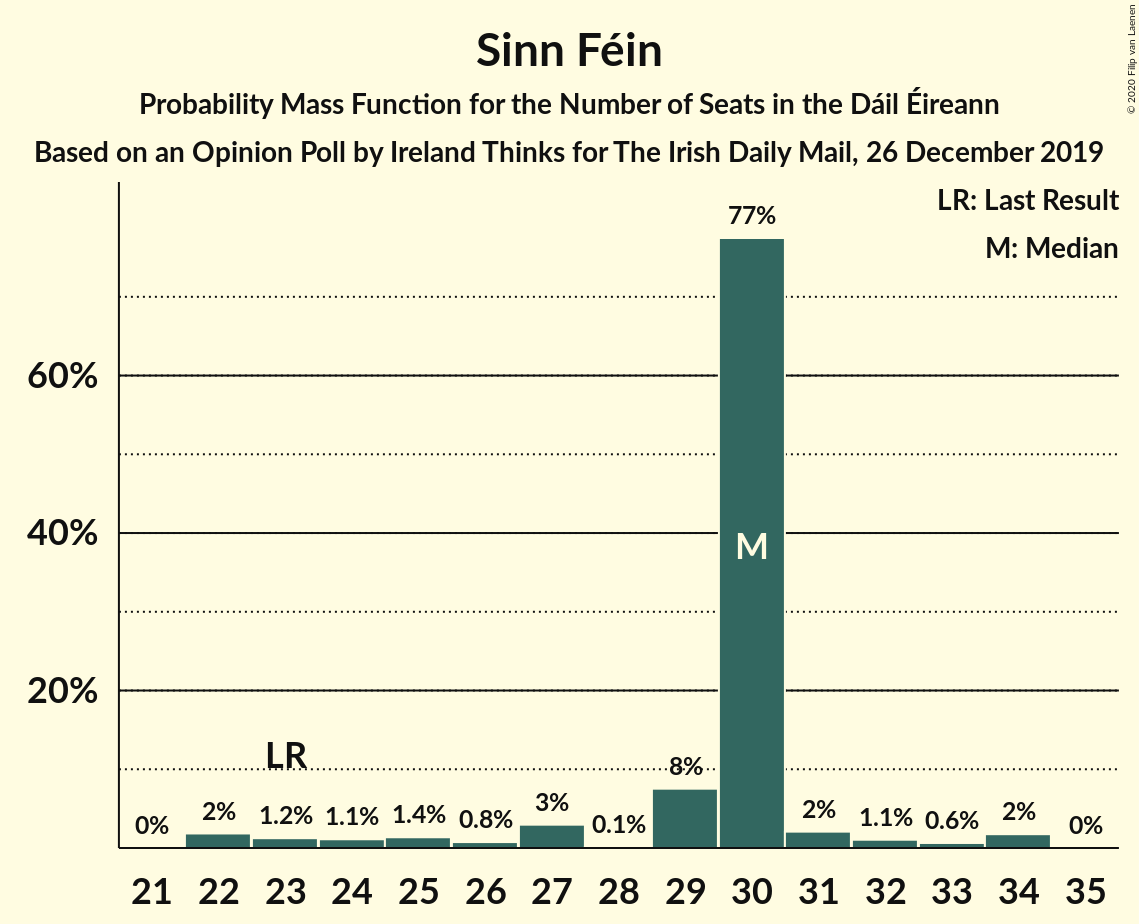 © 2020 Filip van Laenen
Sinn Féin
Probability Mass Function for the Number of Seats in the Dáil Éireann
Based on an Opinion Poll by Ireland Thinks for The Irish Daily Mail, 26 December 2019
LR: Last Result
M: Median
77%
60%
40%
M
20%
LR
8%
0% 2% 1.2% 1.1% 1.4% 0.8% 3% 0.1% 2% 1.1% 0.6% 2% 0%
21 22 23 24 25 26 27 28 29 30 31 32 33 34 35